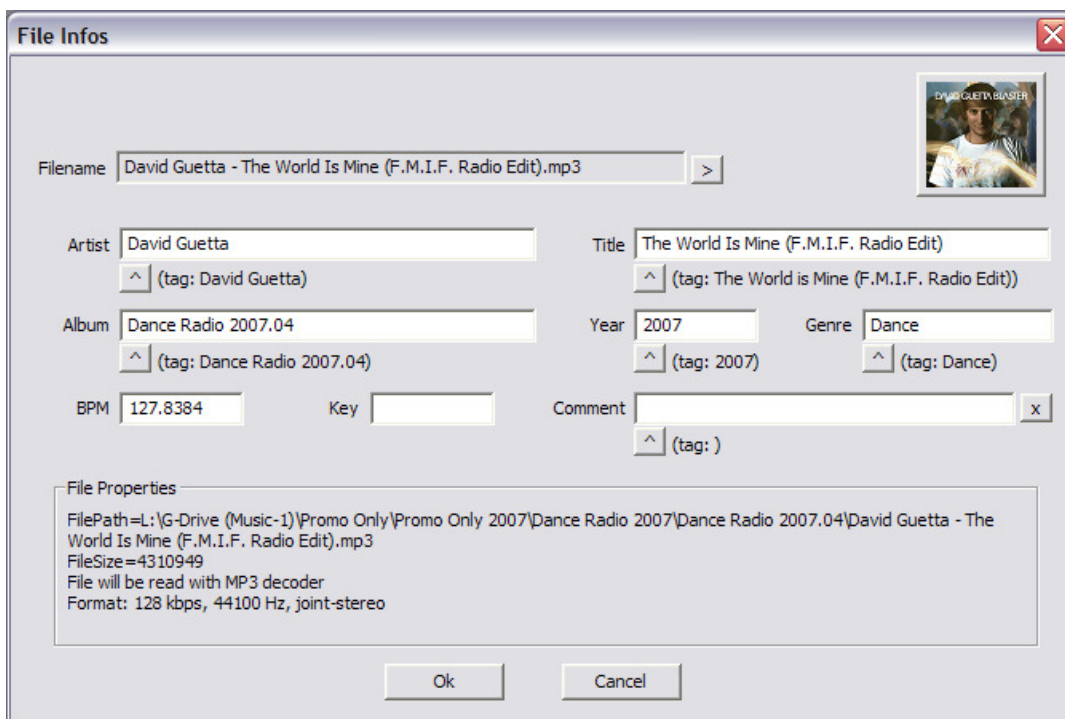 File Infos
DAVID GUETTA BLASTER
Filename David Guetta - The World Is Mine (F.M.I.F. Radio Edit).mp3 >
Artist David Guetta Title The World Is Mine (F.M.I.F. Radio Edit)
^ (tag: David Guetta) ^ (tag: The World is Mine (F.M.I.F. Radio Edit))
Album Dance Radio 2007.04 Year 2007 Genre Dance
^ (tag: Dance Radio 2007.04) ^ (tag: 2007) ^ (tag: Dance)
BPM 127.8384 Key Comment x
^ (tag: )
File Properties
FilePath=L:\G-Drive (Music-1)\Promo Only\Promo Only 2007\Dance Radio 2007\Dance Radio 2007.04\David Guetta - The
World Is Mine (F.M.I.F. Radio Edit).mp3
FileSize=4310949
File will be read with MP3 decoder
Format: 128 kbps, 44100 Hz, joint-stereo
Ok Cancel